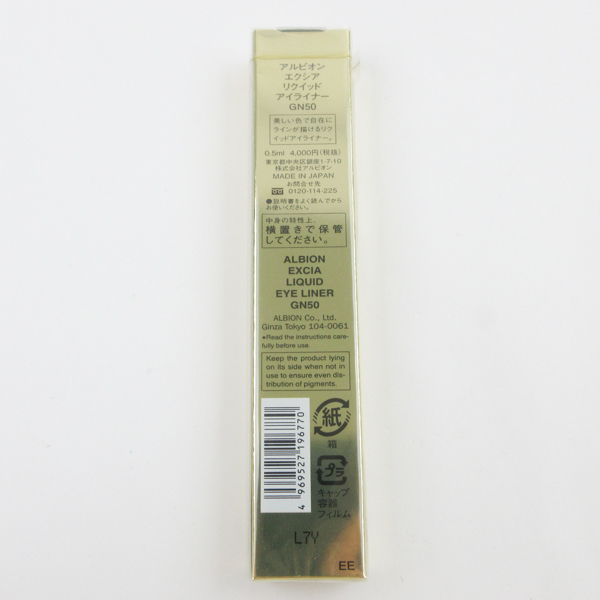 アルビオン
エクシア
リクイッド
アイライナー
GN50
美しい色で自在に
ラインが描けるリク
イッドアイライナー。
0.5ml 4,000円(税抜)
東京都中央区銀座1-7-10
株式会社アルビオン
MADE IN JAPAN
お問合せ先
0120-114-225
●説明書をよく読んでから
お使いください。
中身の特性上、
横置きで保管
してください。
ALBION
EXCIA
LIQUID
EYE LINER
GN50
ALBION Co., Ltd.
Ginza Tokyo 104-0061
●Read the instructions care-
fully before use.
Keep the product lying
on its side when not in
use to ensure even dis-
tribution of pigments.
4 969527 196770
紙
箱
プラ
キャップ
容器
フィルム
L7Y
EE